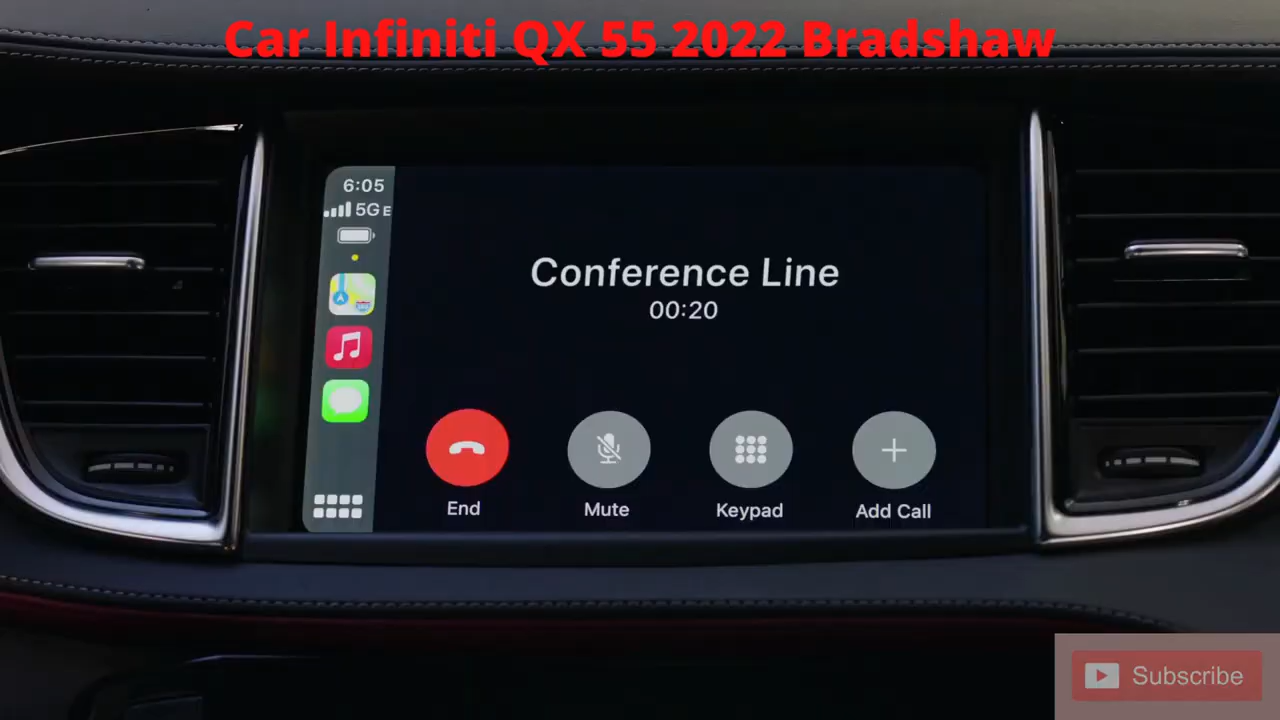 Car Infiniti QX 55 2022 Bradshaw
6:05
5G E
Conference Line
00:20
End
Mute
Keypad
Add Call
Subscribe